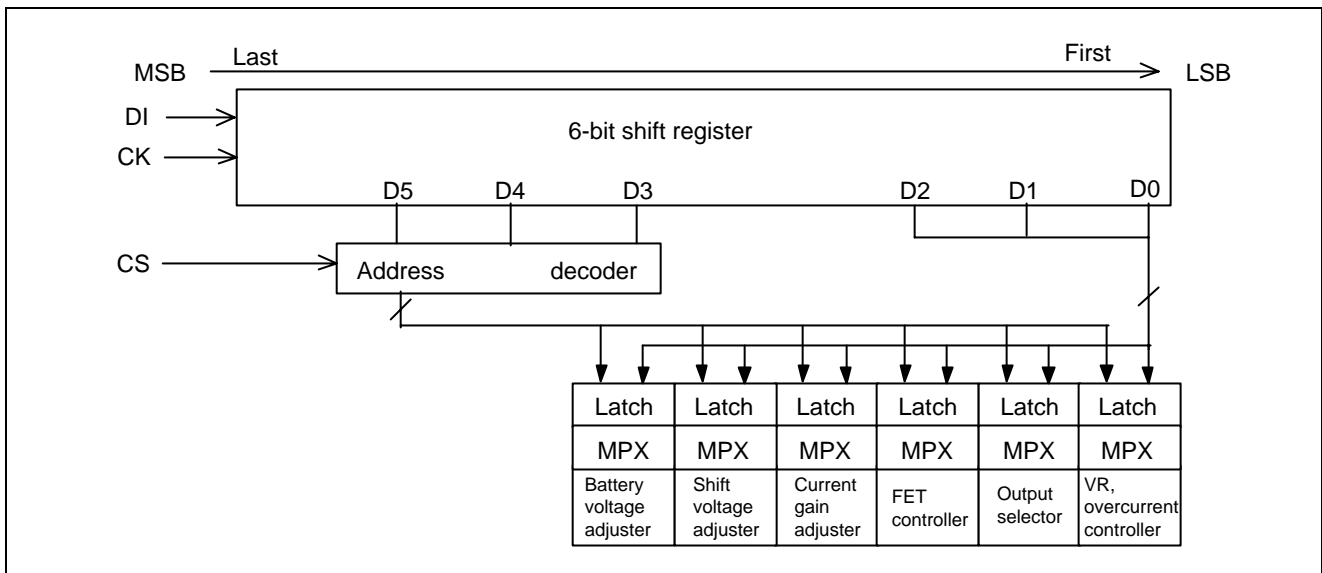 MSB Last First LSB
DI
6-bit shift register
CK
D5 D4 D3 D2 D1 D0
CS
Address decoder
Latch Latch Latch Latch Latch Latch
MPX MPX MPX MPX MPX MPX
Battery
voltage
adjuster
Shift
voltage
adjuster
Current
gain
adjuster
FET
controller
Output
selector
VR,
overcurrent
controller